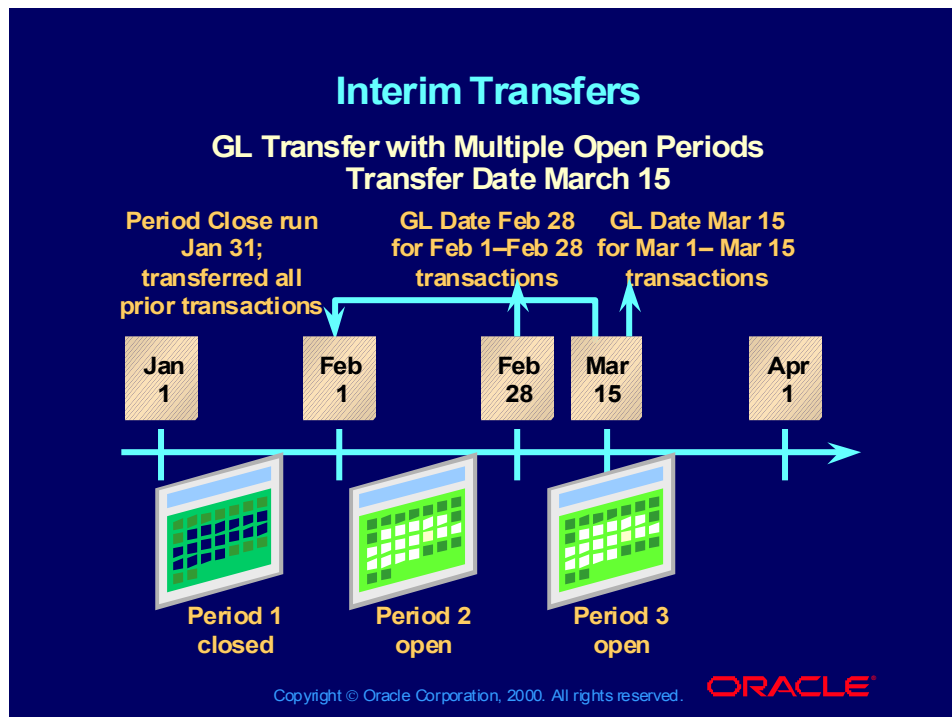 Interim Transfers
GL Transfer with Multiple Open Periods
Transfer Date March 15
Period Close run
Jan 31;
transferred all
prior transactions
GL Date Feb 28
for Feb 1–Feb 28
transactions
GL Date Mar 15
for Mar 1– Mar 15
transactions
Jan
1
Feb
1
Feb
28
Mar
15
Apr
1
Period 1
closed
Period 2
open
Period 3
open
Copyright © Oracle Corporation, 2000. All rights reserved.
ORACLE®